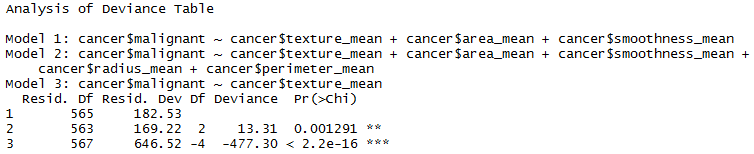 Analysis of Deviance Table

Model 1: cancer$malignant ~ cancer$texture_mean + cancer$area_mean + cancer$smoothness_mean
Model 2: cancer$malignant ~ cancer$texture_mean + cancer$area_mean + cancer$smoothness_mean +
    cancer$radius_mean + cancer$perimeter_mean
Model 3: cancer$malignant ~ cancer$texture_mean
  Resid. Df Resid. Dev Df Deviance  Pr(>Chi)
1       565     182.53
2       563     169.22  2    13.31  0.001291 **
3       567     646.52 -4  -477.30 < 2.2e-16 ***